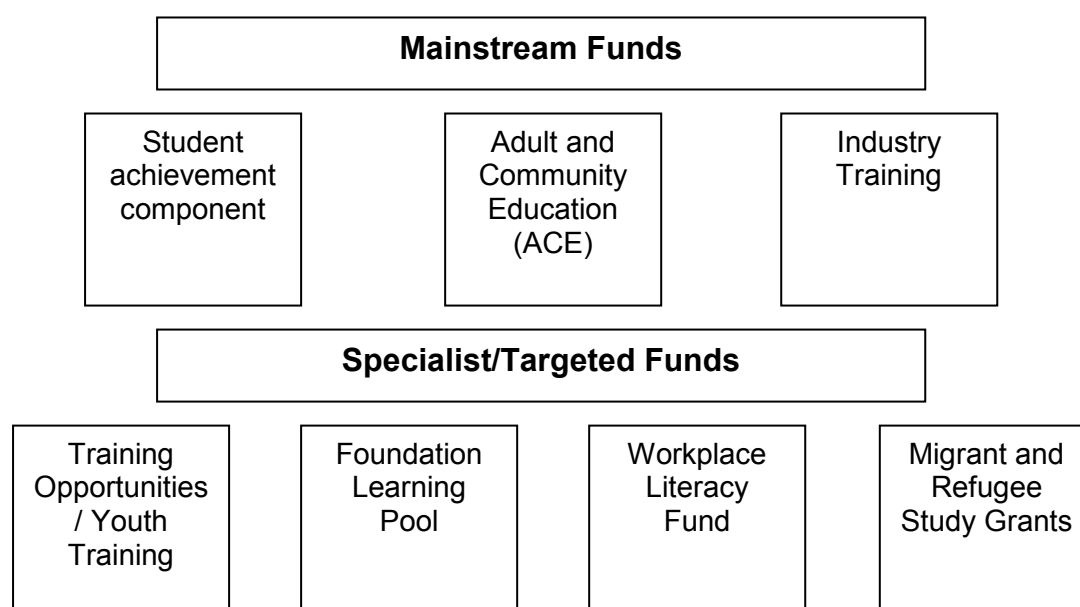 Mainstream Funds
Student
achievement
component
Adult and
Community
Education
(ACE)
Industry
Training
Specialist/Targeted Funds
Training
Opportunities
/ Youth
Training
Foundation
Learning
Pool
Workplace
Literacy
Fund
Migrant and
Refugee
Study Grants